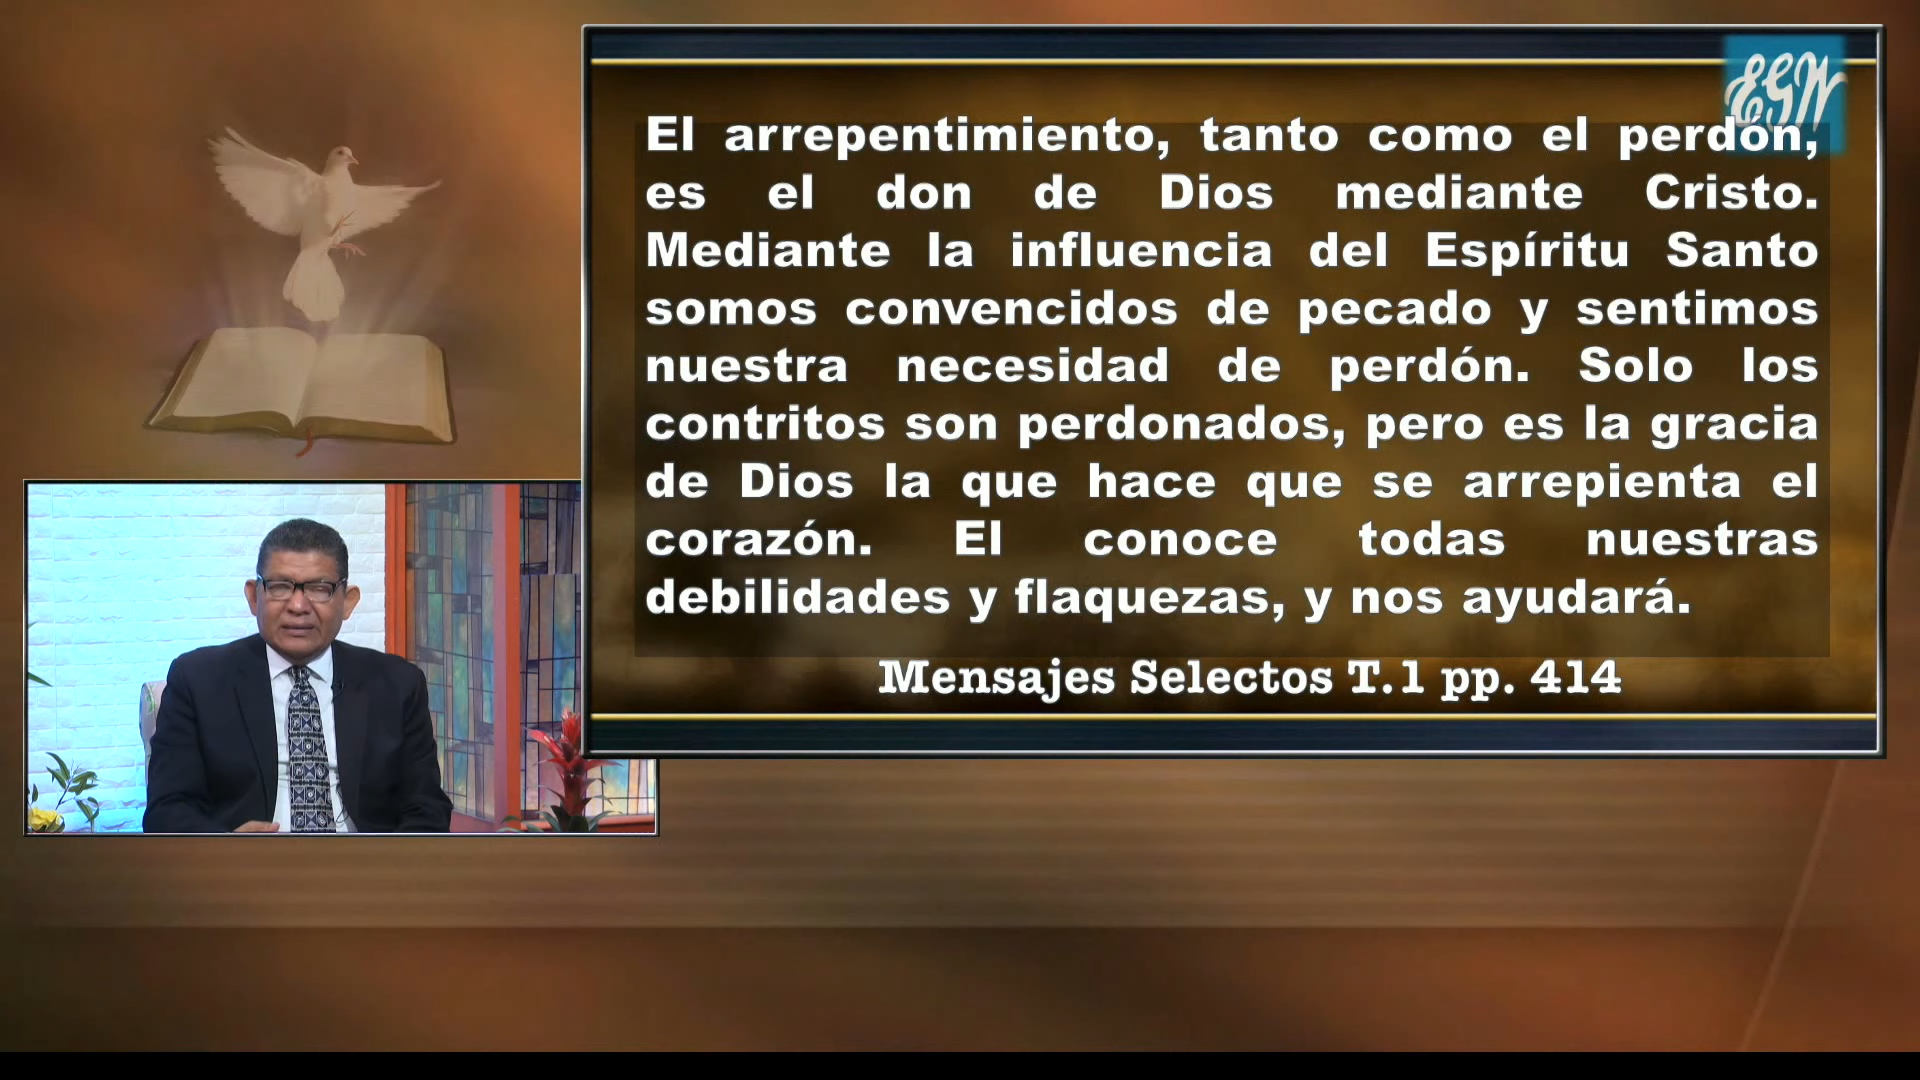 EGW
El arrepentimiento, tanto como el perdón,
es el don de Dios mediante Cristo.
Mediante la influencia del Espíritu Santo
somos convencidos de pecado y sentimos
nuestra necesidad de perdón. Solo los
contritos son perdonados, pero es la gracia
de Dios la que hace que se arrepienta el
corazón. El conoce todas nuestras
debilidades y flaquezas, y nos ayudará.
Mensajes Selectos T.1 pp. 414